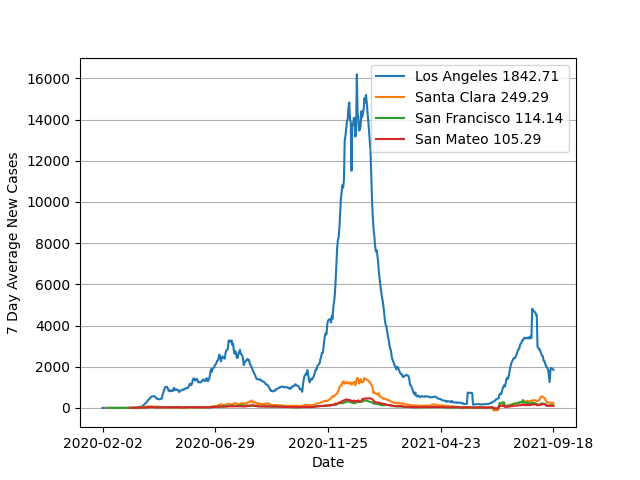 Los Angeles 1842.71
Santa Clara 249.29
San Francisco 114.14
San Mateo 105.29
16000
14000
12000
10000
8000
6000
4000
2000
0
7 Day Average New Cases
2020-02-02 2020-06-29 2020-11-25 2021-04-23 2021-09-18
Date